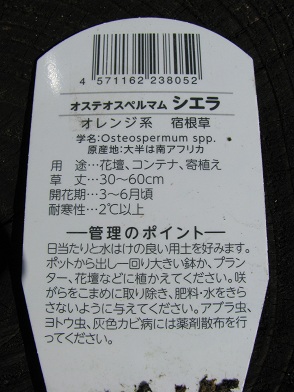 4 571162 238052
オステオスペルマム シエラ
オレンジ系 宿根草
学名:Osteospermum spp.
原産地:大半は南アフリカ
用 途…花壇、コンテナ、寄植え
草 丈…30〜60cm
開花期…3〜6月頃
耐寒性…-2℃以上
──管理のポイント──
日当たりと水はけの良い用土を好みます。
ポットから出し一回り大きい鉢か、プラン
ター、花壇などに植かえてください。咲
がらをこまめに取り除き、肥料・水をきら
さないように与えてください。アブラ虫、
ヨトウ虫、灰色カビ病には薬剤散布を行
ってください。